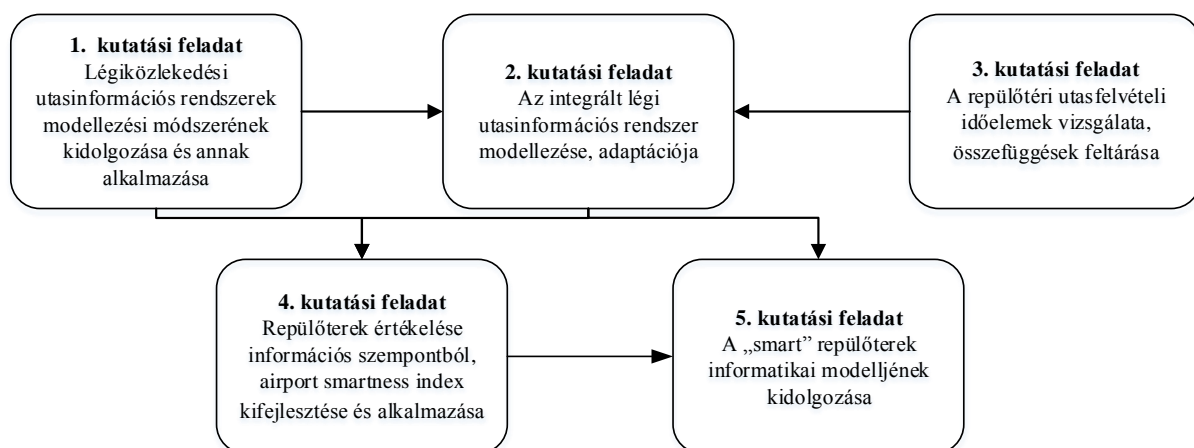 1. kutatási feladat
Légiközlekedési
utasinformációs rendszerek
modellezési módszerének
kidolgozása és annak
alkalmazása
2. kutatási feladat
Az integrált légi
utasinformációs rendszer
modellezése, adaptációja
3. kutatási feladat
A repülőtéri utasfelvételi
időelemek vizsgálata,
összefüggések feltárása
4. kutatási feladat
Repülőterek értékelése
információs szempontból,
airport smartness index
kifejlesztése és alkalmazása
5. kutatási feladat
A „smart” repülőterek
informatikai modelljének
kidolgozása